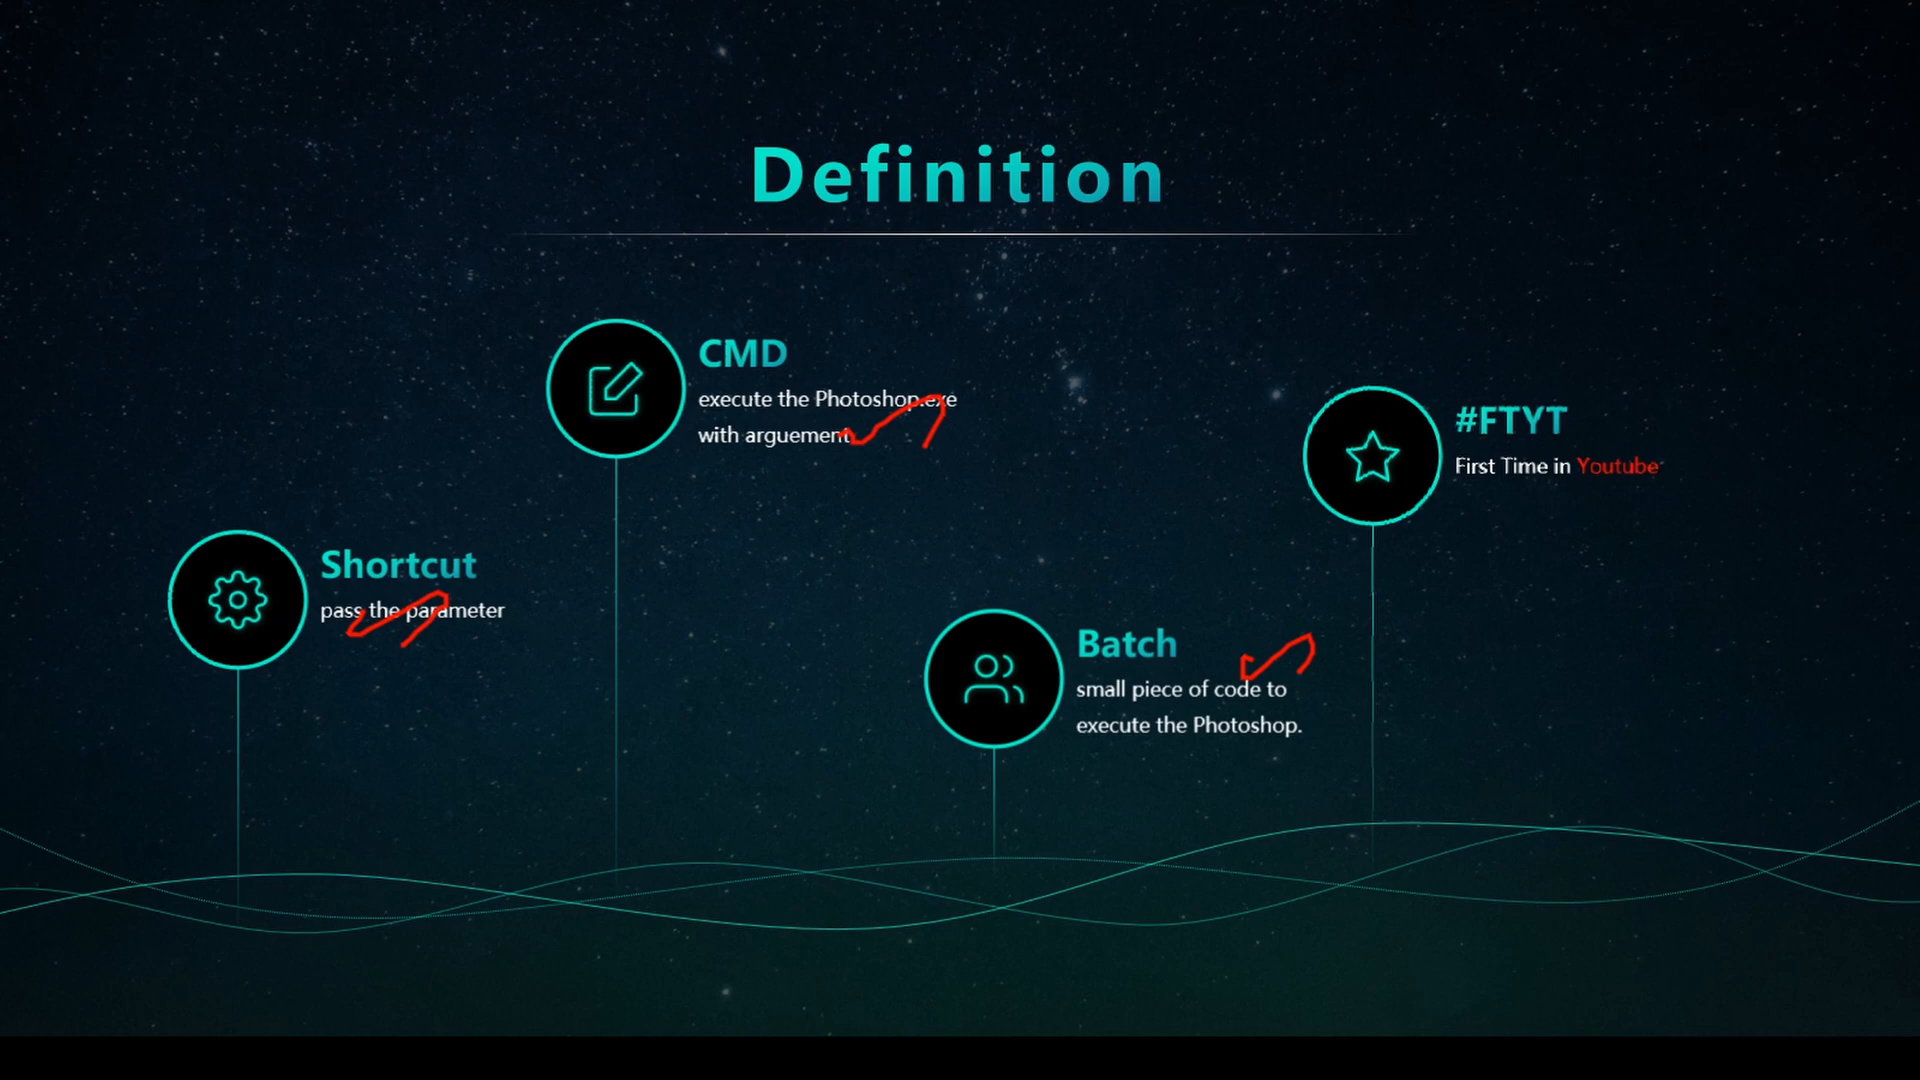 Definition
Shortcut
pass the parameter
CMD
execute the Photoshop.exe
with arguement
Batch
small piece of code to
execute the Photoshop.
#FTYT
First Time in Youtube